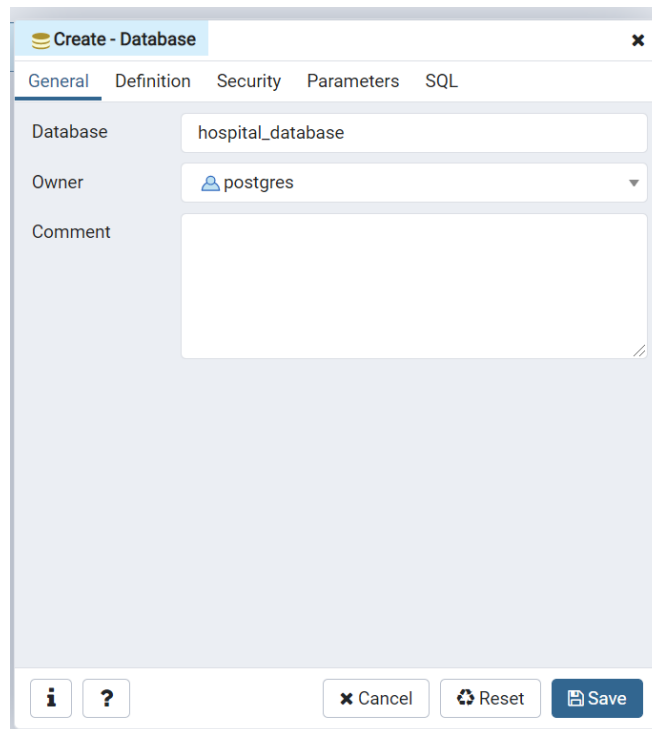 Create - Database
General Definition Security Parameters SQL
Database hospital_database
Owner postgres
Comment
i ? Cancel Reset Save